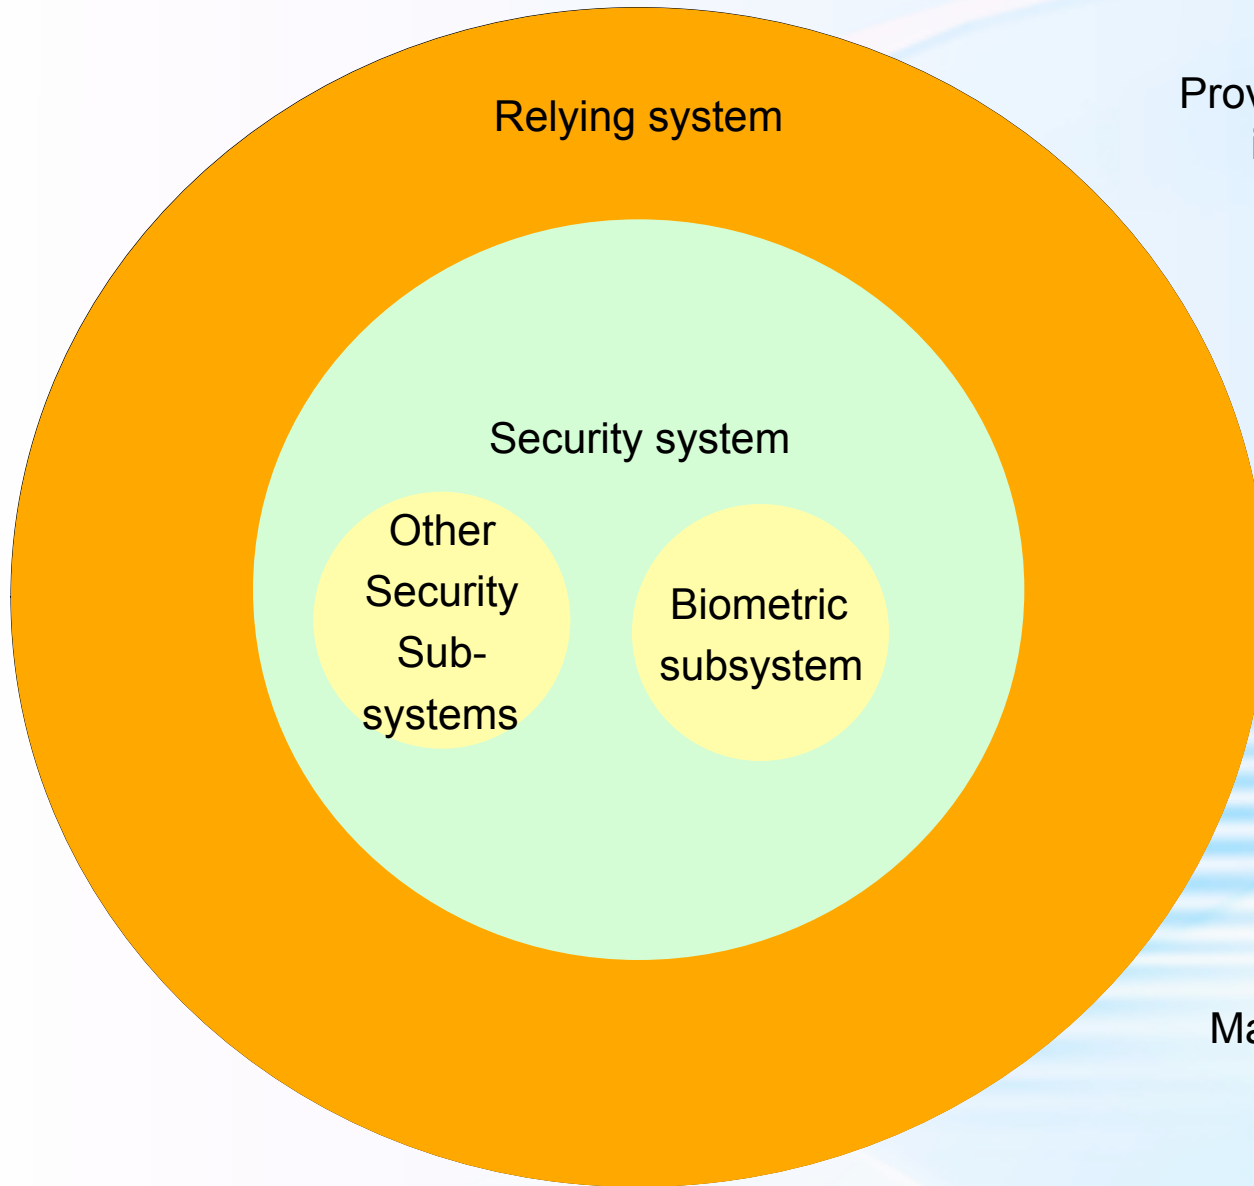 Relying system
Security system
Other
Security
Sub-
systems
Biometric
subsystem